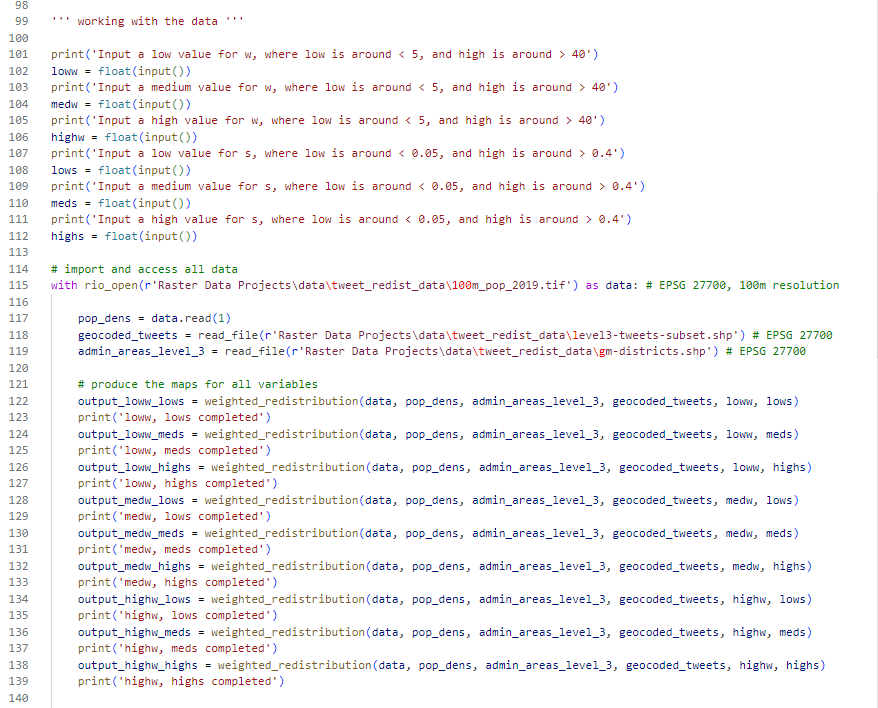 98
99 ''' working with the data '''
100
101 print('Input a low value for w, where low is around < 5, and high is around > 40')
102 loww = float(input())
103 print('Input a medium value for w, where low is around < 5, and high is around > 40')
104 medw = float(input())
105 print('Input a high value for w, where low is around < 5, and high is around > 40')
106 highw = float(input())
107 print('Input a low value for s, where low is around < 0.05, and high is around > 0.4')
108 lows = float(input())
109 print('Input a medium value for s, where low is around < 0.05, and high is around > 0.4')
110 meds = float(input())
111 print('Input a high value for s, where low is around < 0.05, and high is around > 0.4')
112 highs = float(input())
113
114 # import and access all data
115 with rio_open(r'Raster Data Projects\data\tweet_redist_data\100m_pop_2019.tif') as data: # EPSG 27700, 100m resolution
116
117     pop_dens = data.read(1)
118     geocoded_tweets = read_file(r'Raster Data Projects\data\tweet_redist_data\level3-tweets-subset.shp') # EPSG 27700
119     admin_areas_level_3 = read_file(r'Raster Data Projects\data\tweet_redist_data\gm-districts.shp') # EPSG 27700
120
121     # produce the maps for all variables
122     output_loww_lows = weighted_redistribution(data, pop_dens, admin_areas_level_3, geocoded_tweets, loww, lows)
123     print('loww, lows completed')
124     output_loww_meds = weighted_redistribution(data, pop_dens, admin_areas_level_3, geocoded_tweets, loww, meds)
125     print('loww, meds completed')
126     output_loww_highs = weighted_redistribution(data, pop_dens, admin_areas_level_3, geocoded_tweets, loww, highs)
127     print('loww, highs completed')
128     output_medw_lows = weighted_redistribution(data, pop_dens, admin_areas_level_3, geocoded_tweets, medw, lows)
129     print('medw, lows completed')
130     output_medw_meds = weighted_redistribution(data, pop_dens, admin_areas_level_3, geocoded_tweets, medw, meds)
131     print('medw, meds completed')
132     output_medw_highs = weighted_redistribution(data, pop_dens, admin_areas_level_3, geocoded_tweets, medw, highs)
133     print('medw, highs completed')
134     output_highw_lows = weighted_redistribution(data, pop_dens, admin_areas_level_3, geocoded_tweets, highw, lows)
135     print('highw, lows completed')
136     output_highw_meds = weighted_redistribution(data, pop_dens, admin_areas_level_3, geocoded_tweets, highw, meds)
137     print('highw, meds completed')
138     output_highw_highs = weighted_redistribution(data, pop_dens, admin_areas_level_3, geocoded_tweets, highw, highs)
139     print('highw, highs completed')
140